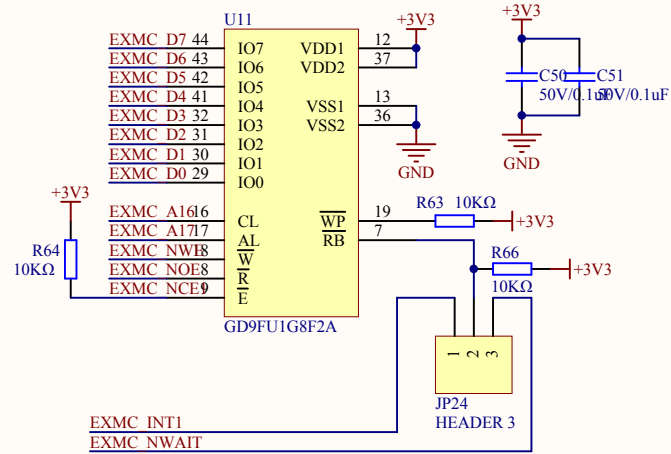 U11
+3V3
+3V3
EXMC_D7 44 IO7 VDD1 12
EXMC_D6 43 IO6 VDD2 37
EXMC_D5 42 IO5
EXMC_D4 41 IO4 VSS1 13
EXMC_D3 32 IO3 VSS2 36
EXMC_D2 31 IO2
EXMC_D1 30 IO1
EXMC_D0 29 IO0
GND
C50 C51
50V/0.1uF 50V/0.1uF
GND
+3V3
R64
10KΩ
EXMC_A16 16 CL WP 19
EXMC_A17 17 AL RB 7
EXMC_NWE 18 W
EXMC_NOE 8 R
EXMC_NCE1 9 E
R63 10KΩ
+3V3
R66
10KΩ
+3V3
GD9FU1G8F2A
1 2 3
JP24
HEADER 3
EXMC_INT1
EXMC_NWAIT